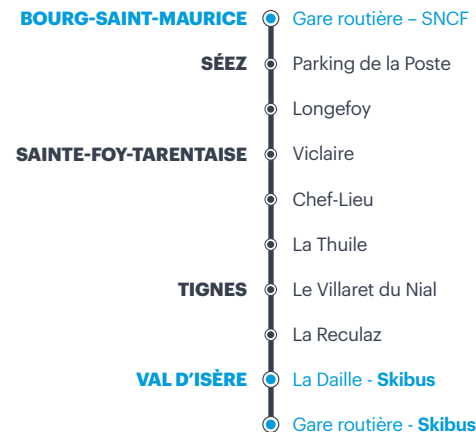 BOURG-SAINT-MAURICE Gare routière – SNCF
SÉEZ Parking de la Poste
Longefoy
SAINTE-FOY-TARENTAISE Viclaire
Chef-Lieu
La Thuile
TIGNES Le Villaret du Nial
La Reculaz
VAL D'ISÈRE La Daille - Skibus
Gare routière - Skibus